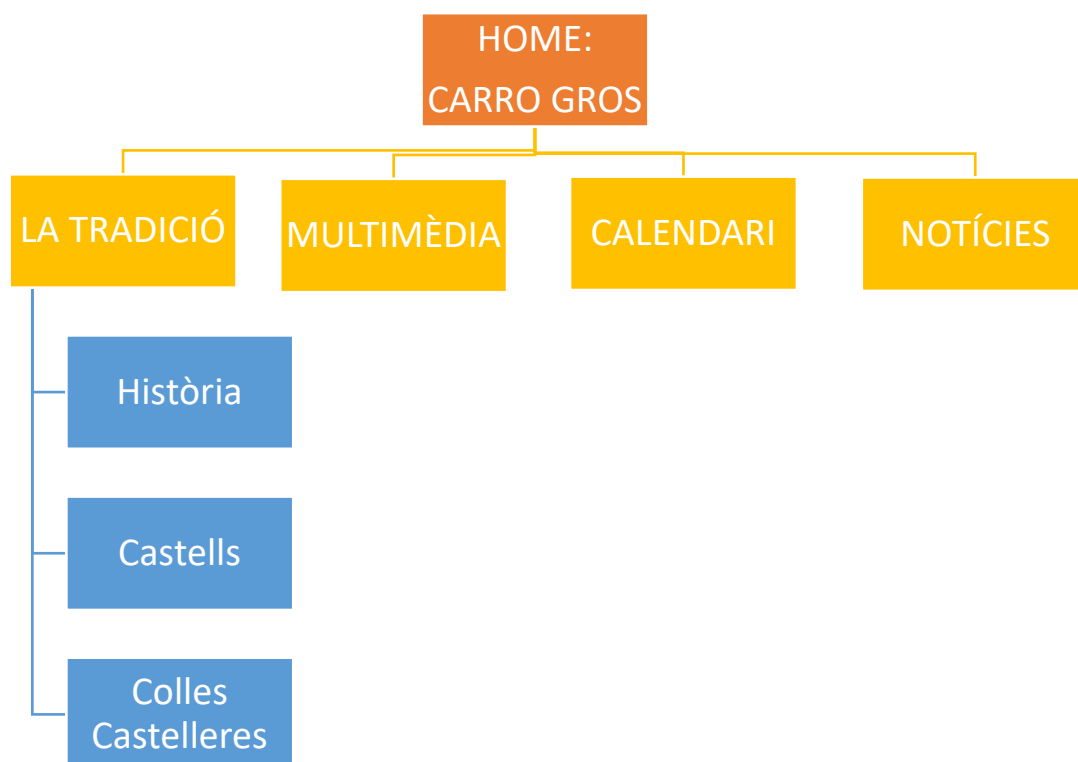 HOME:
CARRO GROS
LA TRADICIÓ
MULTIMÈDIA
CALENDARI
NOTÍCIES
Història
Castells
Colles
Castelleres